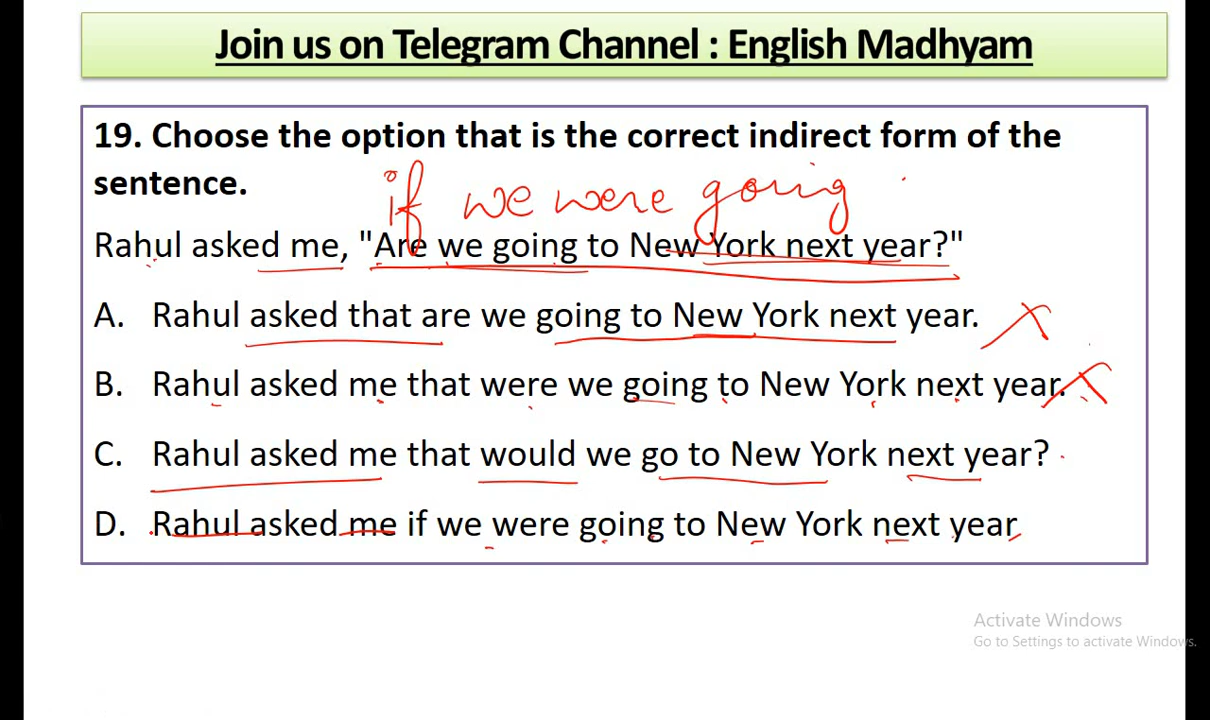 Join us on Telegram Channel : English Madhyam
19. Choose the option that is the correct indirect form of the
sentence.
if we were going
Rahul asked me, "Are we going to New York next year?"
A. Rahul asked that are we going to New York next year.
B. Rahul asked me that were we going to New York next year.
C. Rahul asked me that would we go to New York next year?
D. Rahul asked me if we were going to New York next year
Activate Windows
Go to Settings to activate Windows.